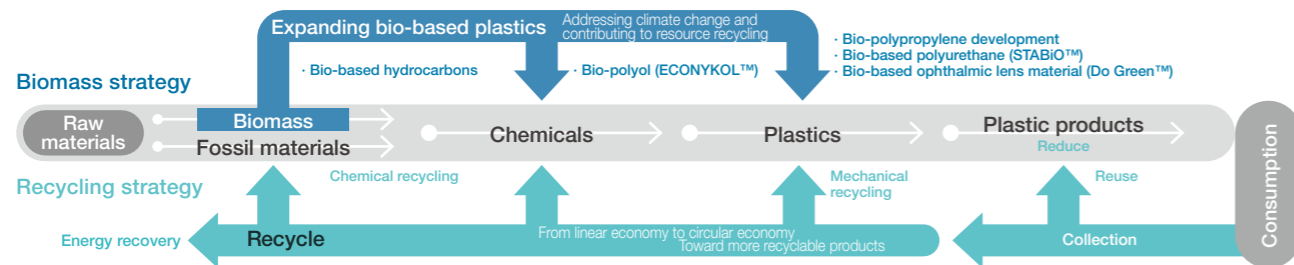 Expanding bio-based plastics
Addressing climate change and
contributing to resource recycling
· Bio-polypropylene development
· Bio-based polyurethane (STABiO™)
· Bio-based ophthalmic lens material (Do Green™)
· Bio-based hydrocarbons
· Bio-polyol (ECONYKOL™)
Biomass strategy
Raw
materials
Biomass
Fossil materials
Chemicals
Plastics
Plastic products
Reduce
Consumption
Recycling strategy
Chemical recycling
Mechanical
recycling
Reuse
Energy recovery
Recycle
From linear economy to circular economy
Toward more recyclable products
Collection